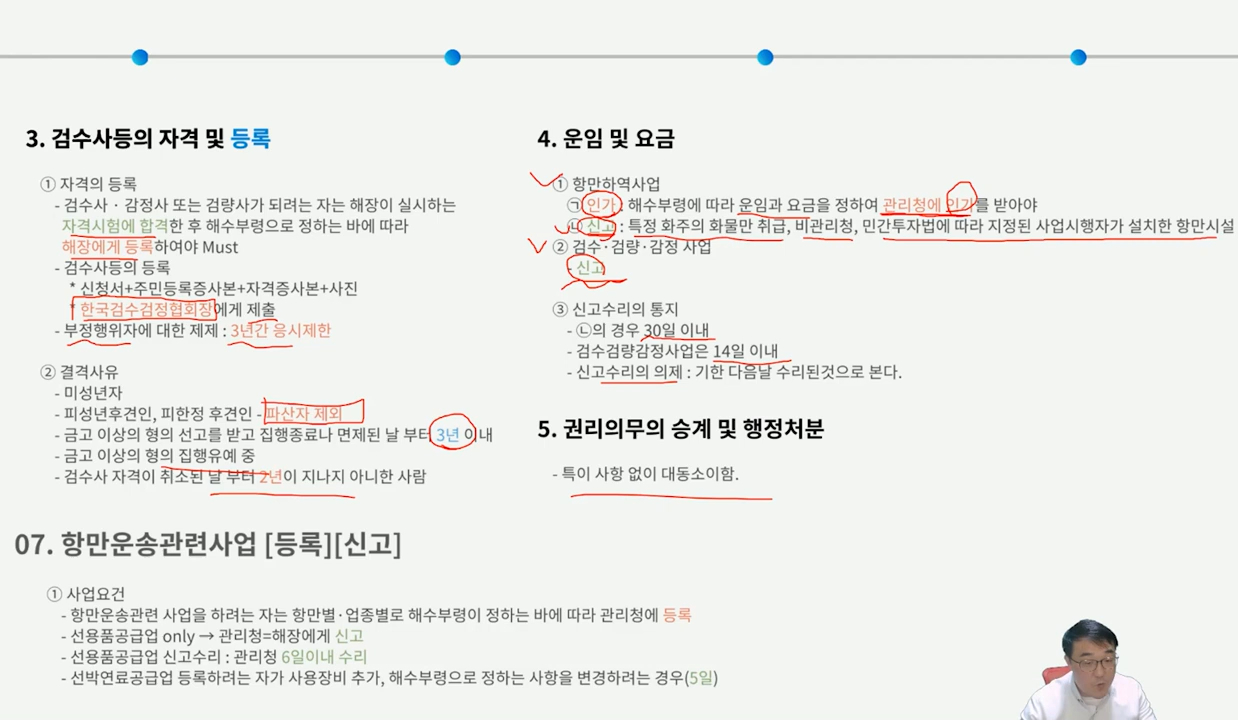 3. 검수사등의 자격 및 등록
① 자격의 등록
- 검수사 · 감정사 또는 검량사가 되려는 자는 해장이 실시하는
자격시험에 합격한 후 해수부령으로 정하는 바에 따라
해장에게 등록하여야 Must
- 검수사등의 등록
* 신청서+주민등록증사본+자격증사본+사진
* 한국검수검정협회장에게 제출
- 부정행위자에 대한 제제 : 3년간 응시제한
② 결격사유
- 미성년자
- 피성년후견인, 피한정 후견인 - 파산자 제외
- 금고 이상의 형의 선고를 받고 집행종료나 면제된 날 부터 3년 이내
- 금고 이상의 형의 집행유예 중
- 검수사 자격이 취소된 날 부터 2년이 지나지 아니한 사람
4. 운임 및 요금
① 항만하역사업
㉠ 인가 : 해수부령에 따라 운임과 요금을 정하여 관리청에 인가를 받아야
㉡ 신고 : 특정 화주의 화물만 취급, 비관리청, 민간투자법에 따라 지정된 사업시행자가 설치한 항만시설
② 검수·검량·감정 사업
- 신고
③ 신고수리의 통지
- ㉡의 경우 30일 이내
- 검수검량감정사업은 14일 이내
- 신고수리의 의제 : 기한 다음날 수리된것으로 본다.
5. 권리의무의 승계 및 행정처분
- 특이 사항 없이 대동소이함.
07. 항만운송관련사업 [등록][신고]
① 사업요건
- 항만운송관련 사업을 하려는 자는 항만별·업종별로 해수부령이 정하는 바에 따라 관리청에 등록
- 선용품공급업 only → 관리청=해장에게 신고
- 선용품공급업 신고수리 : 관리청 6일이내 수리
- 선박연료공급업 등록하려는 자가 사용장비 추가, 해수부령으로 정하는 사항을 변경하려는 경우(5일)